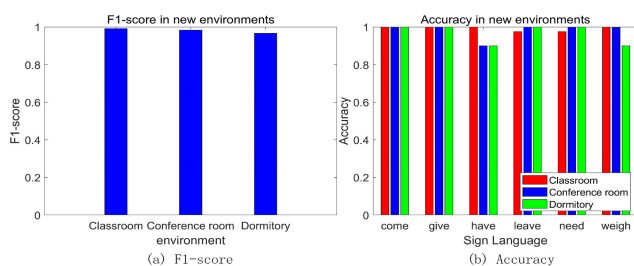 F1-score in new environments
1
0.8
0.6
0.4
0.2
0
F1-score
Classroom Conference room Dormitory
environment
(a) F1-score
Accuracy in new environments
1
0.8
0.6
0.4
0.2
0
Accuracy
Classroom
Conference room
Dormitory
come give have leave need weigh
Sign Language
(b) Accuracy